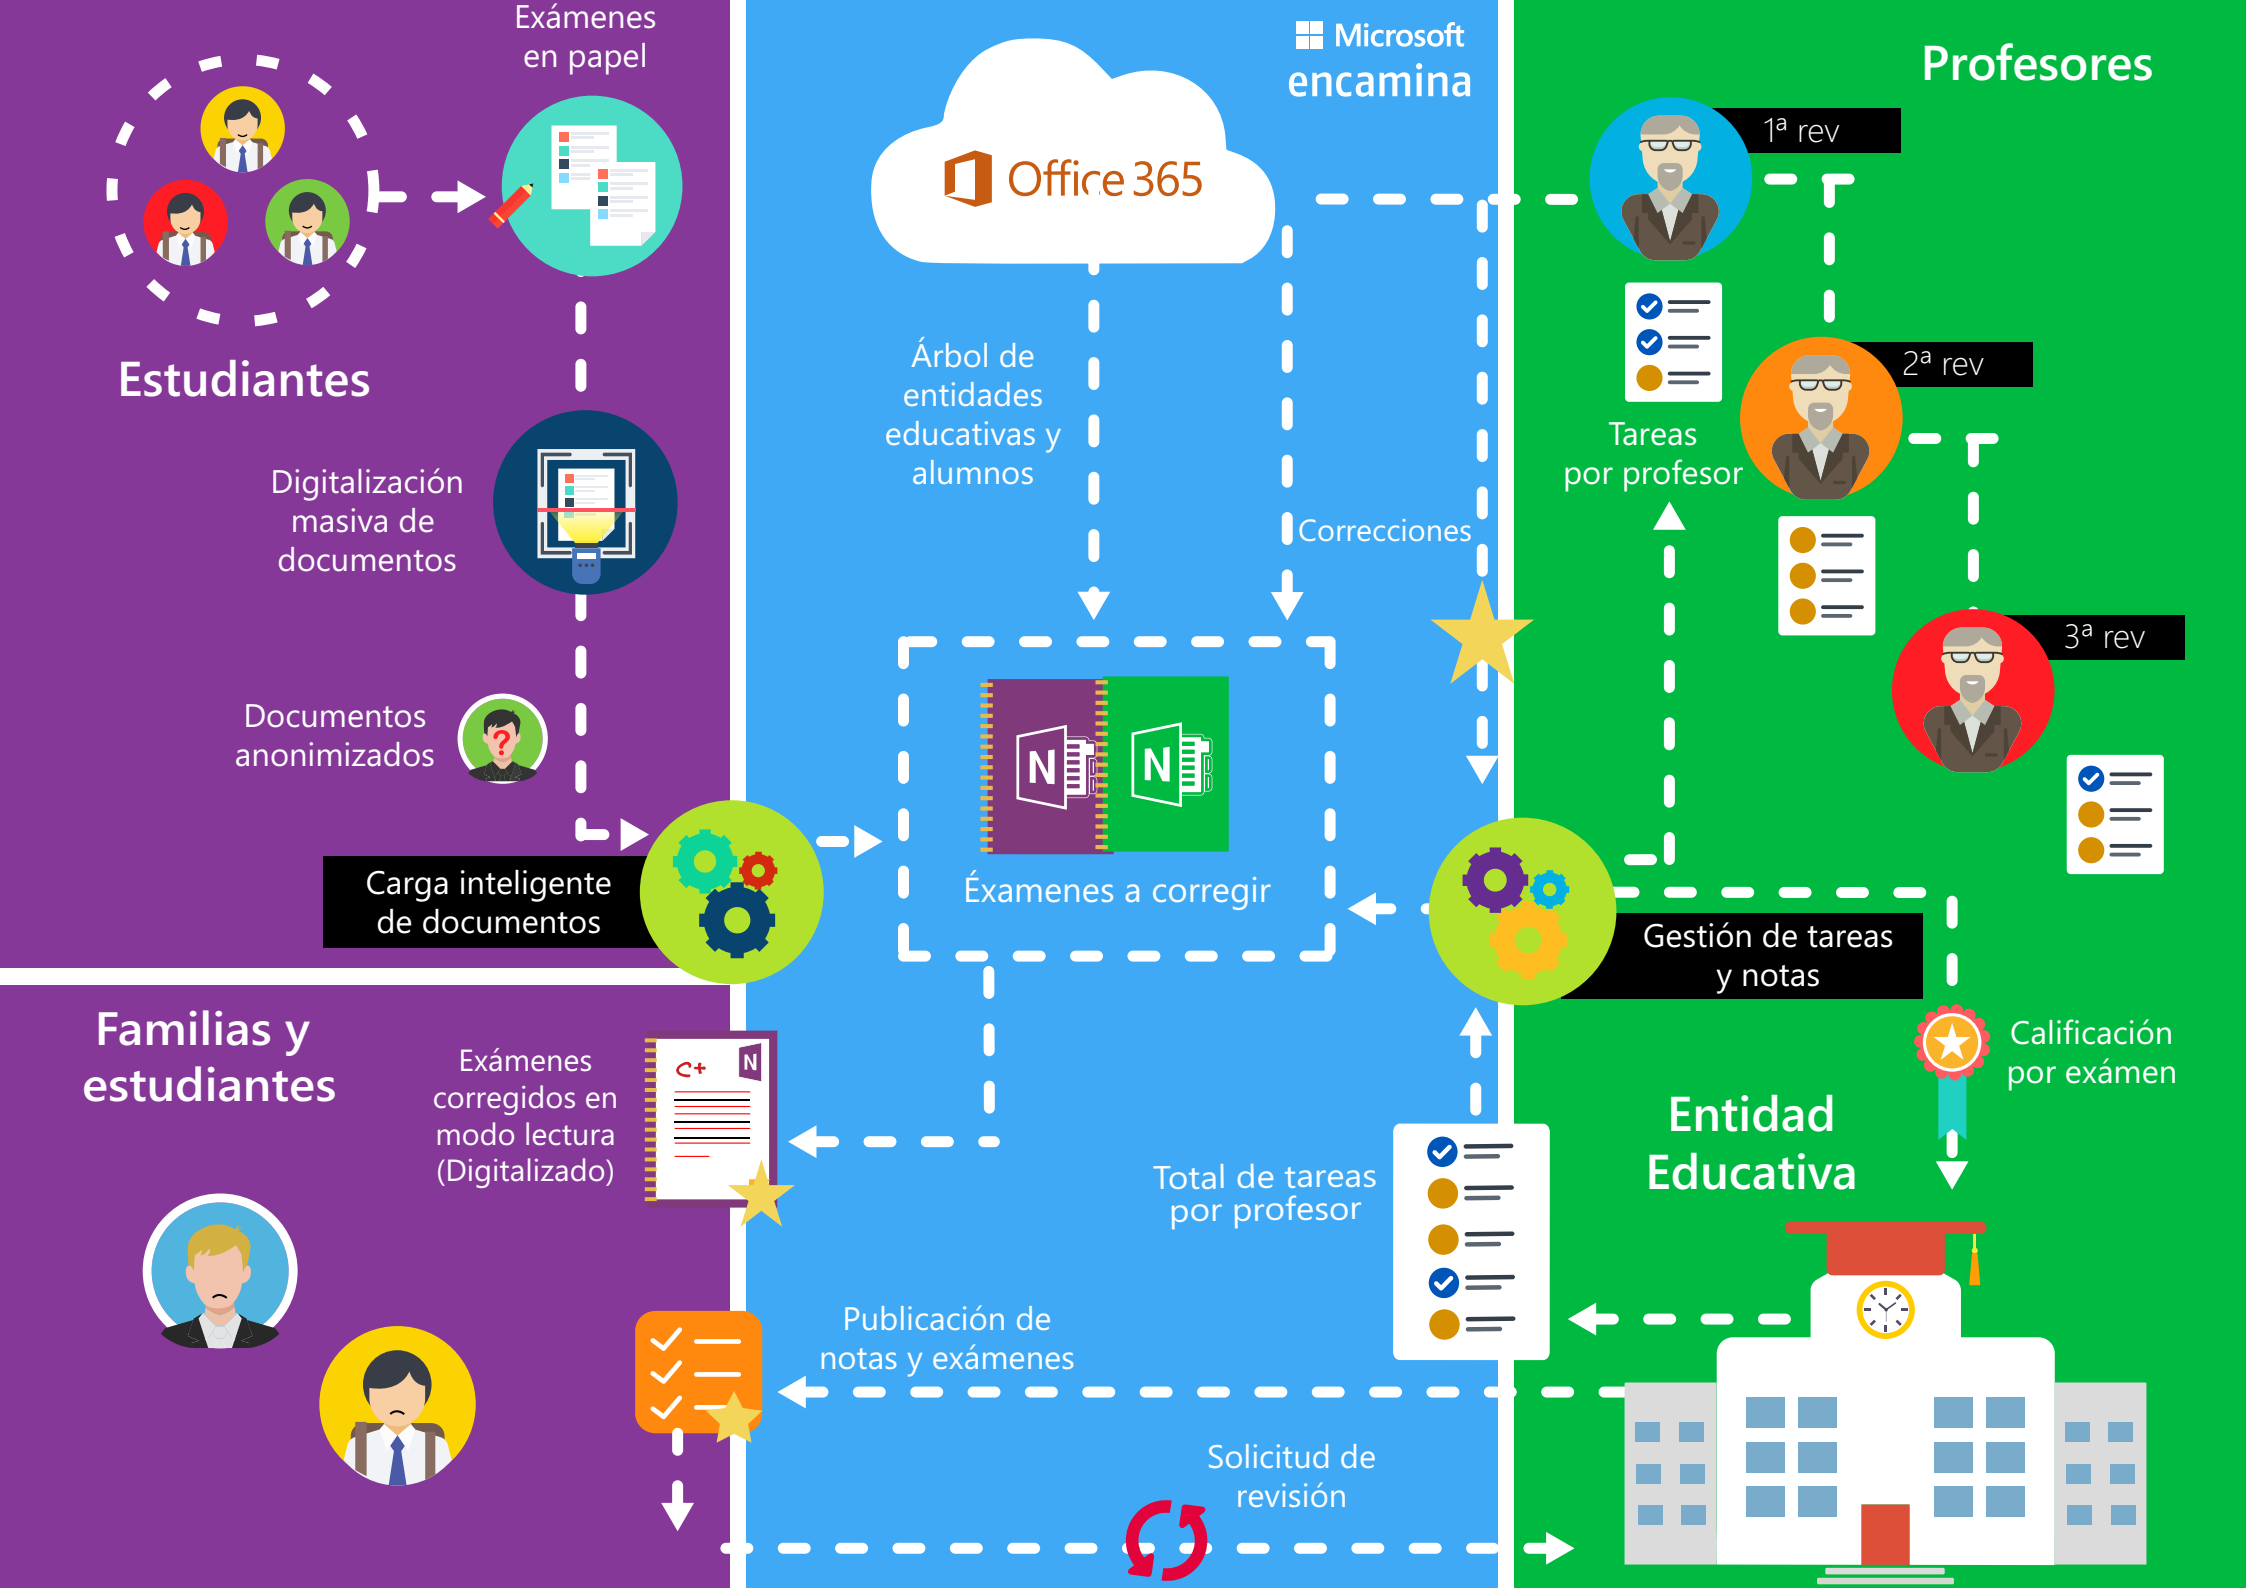 Exámenes
en papel
Estudiantes
Digitalización
masiva de
documentos
Documentos
anonimizados
Carga inteligente
de documentos
Microsoft
encamina
Office 365
Árbol de
entidades
educativas y
alumnos
Correcciones
N
N
Éxamenes a corregir
Profesores
1ª rev
2ª rev
3ª rev
Tareas
por profesor
Gestión de tareas
y notas
Calificación
por exámen
Entidad
Educativa
Total de tareas
por profesor
Familias y
estudiantes
Exámenes
corregidos en
modo lectura
(Digitalizado)
C+
N
Publicación de
notas y exámenes
Solicitud de
revisión
?